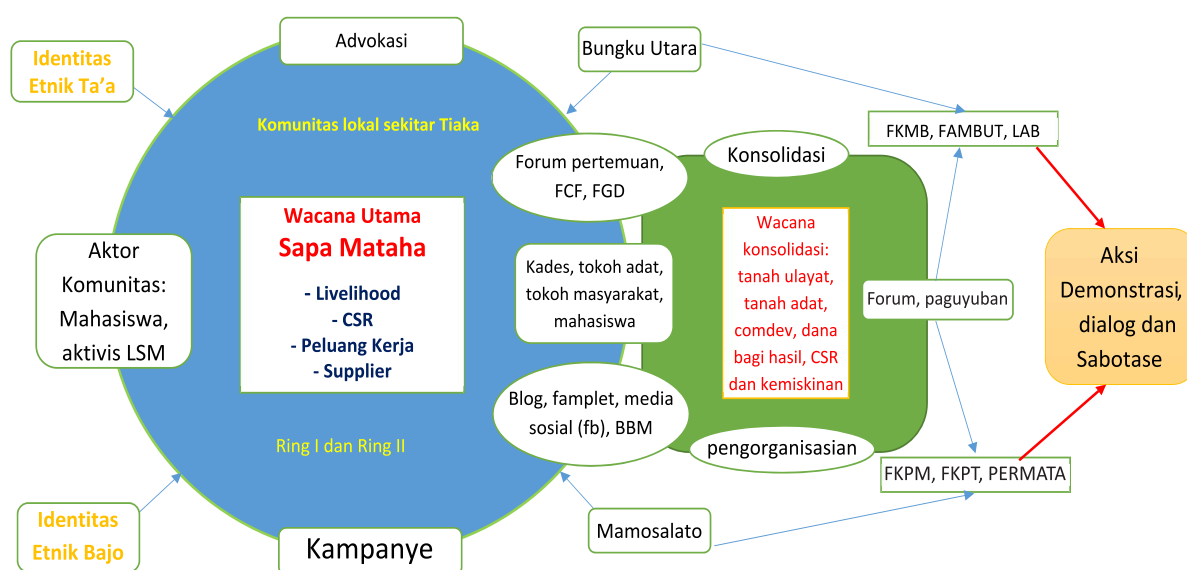 Advokasi
Identitas
Etnik Ta'a
Bungku Utara
Komunitas lokal sekitar Tiaka
FKMB, FAMBUT, LAB
Forum pertemuan,
FCF, FGD
Konsolidasi
Wacana Utama
Sapa Mataha
- Livelihood
- CSR
- Peluang Kerja
- Supplier
Aktor
Komunitas:
Mahasiswa,
aktivis LSM
Kades, tokoh adat,
tokoh masyarakat,
mahasiswa
Wacana
konsolidasi:
tanah ulayat,
tanah adat,
comdev, dana
bagi hasil, CSR
dan kemiskinan
Forum, paguyuban
Aksi
Demonstrasi,
dialog dan
Sabotase
Blog, famplet, media
sosial (fb), BBM
Ring I dan Ring II
pengorganisasian
FKPM, FKPT, PERMATA
Identitas
Etnik Bajo
Mamosalato
Kampanye